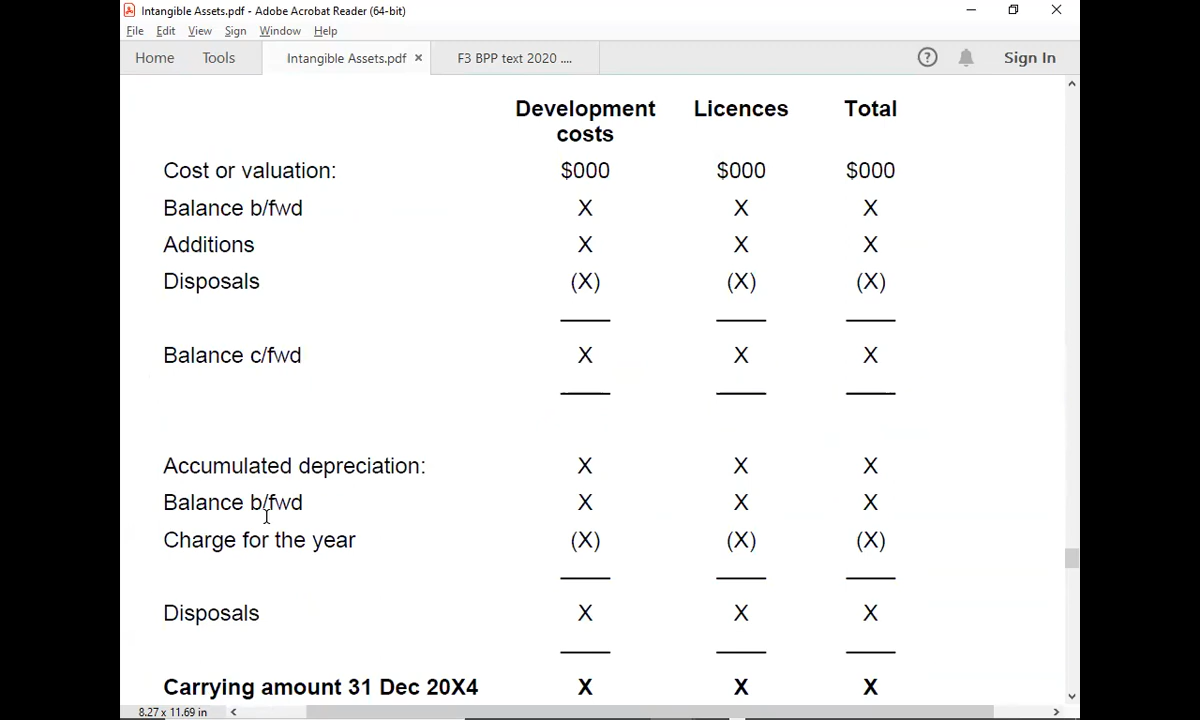 Intangible Assets.pdf - Adobe Acrobat Reader (64-bit)
File Edit View Sign Window Help
Home Tools Intangible Assets.pdf × F3 BPP text 2020 .... ? Sign In
Development costs Licences Total
Cost or valuation: $000 $000 $000
Balance b/fwd X X X
Additions X X X
Disposals (X) (X) (X)
Balance c/fwd X X X
Accumulated depreciation: X X X
Balance b/fwd X X X
Charge for the year (X) (X) (X)
Disposals X X X
Carrying amount 31 Dec 20X4 X X X
8.27 x 11.69 in